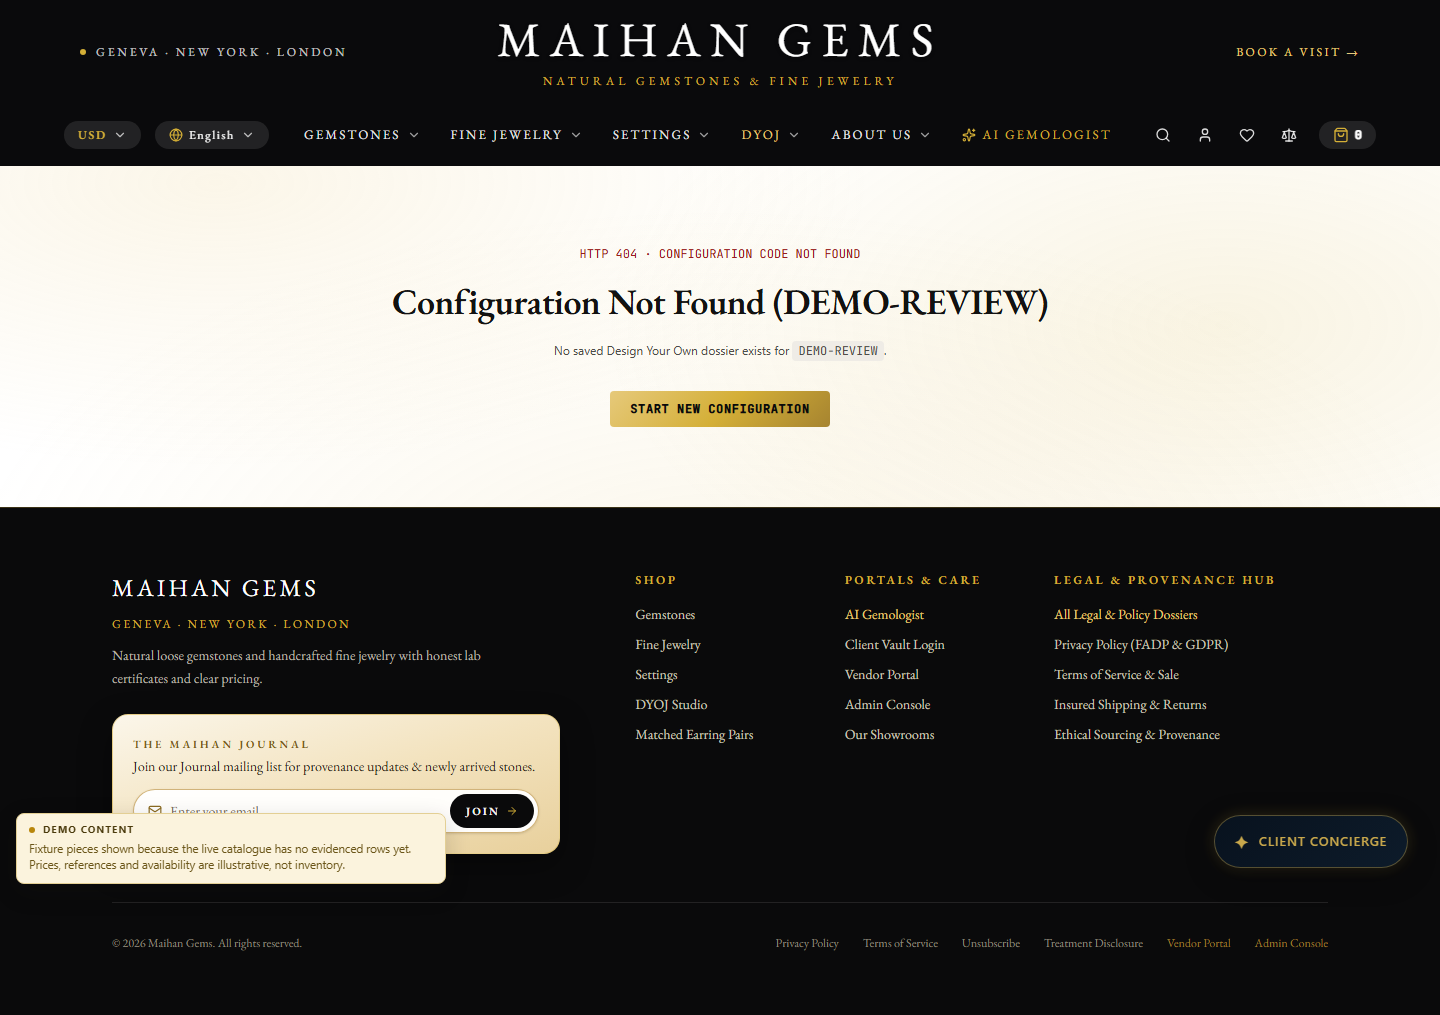 GENEVA · NEW YORK · LONDON
MAIHAN GEMS
NATURAL GEMSTONES & FINE JEWELRY
BOOK A VISIT →
USD
English
GEMSTONES
FINE JEWELRY
SETTINGS
DYOJ
ABOUT US
AI GEMOLOGIST
0
HTTP 404 · CONFIGURATION CODE NOT FOUND
Configuration Not Found (DEMO-REVIEW)
No saved Design Your Own dossier exists for DEMO-REVIEW.
START NEW CONFIGURATION
MAIHAN GEMS
GENEVA · NEW YORK · LONDON
Natural loose gemstones and handcrafted fine jewelry with honest lab
certificates and clear pricing.
THE MAIHAN JOURNAL
Join our Journal mailing list for provenance updates & newly arrived stones.
Enter your email
JOIN →
SHOP
Gemstones
Fine Jewelry
Settings
DYOJ Studio
Matched Earring Pairs
PORTALS & CARE
AI Gemologist
Client Vault Login
Vendor Portal
Admin Console
Our Showrooms
LEGAL & PROVENANCE HUB
All Legal & Policy Dossiers
Privacy Policy (FADP & GDPR)
Terms of Service & Sale
Insured Shipping & Returns
Ethical Sourcing & Provenance
DEMO CONTENT
Fixture pieces shown because the live catalogue has no evidenced rows yet.
Prices, references and availability are illustrative, not inventory.
CLIENT CONCIERGE
© 2026 Maihan Gems. All rights reserved.
Privacy Policy
Terms of Service
Unsubscribe
Treatment Disclosure
Vendor Portal
Admin Console